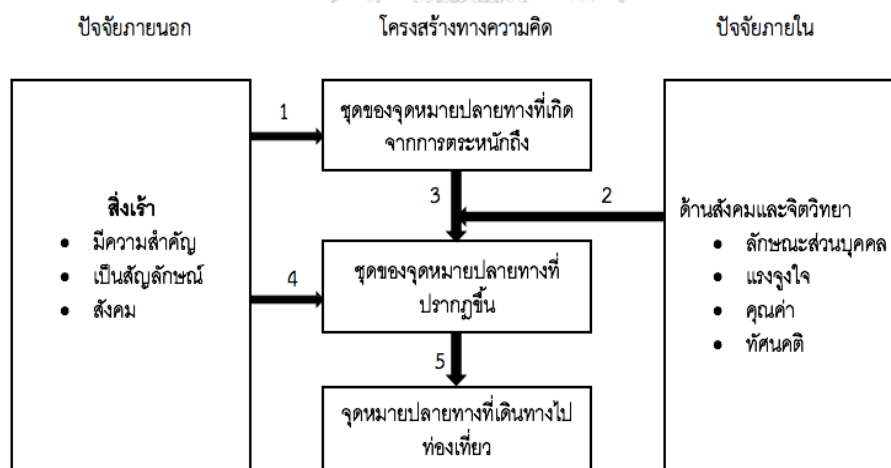 ปัจจัยภายนอก
โครงสร้างทางความคิด
ปัจจัยภายใน
สิ่งเร้า
มีความสำคัญ
เป็นสัญลักษณ์
สังคม
1
ชุดของจุดหมายปลายทางที่เกิด
จากการตระหนักถึง
3
2
4
ชุดของจุดหมายปลายทางที่
ปรากฏขึ้น
5
จุดหมายปลายทางที่เดินทางไป
ท่องเที่ยว
ด้านสังคมและจิตวิทยา
ลักษณะส่วนบุคคล
แรงจูงใจ
คุณค่า
ทัศนคติ